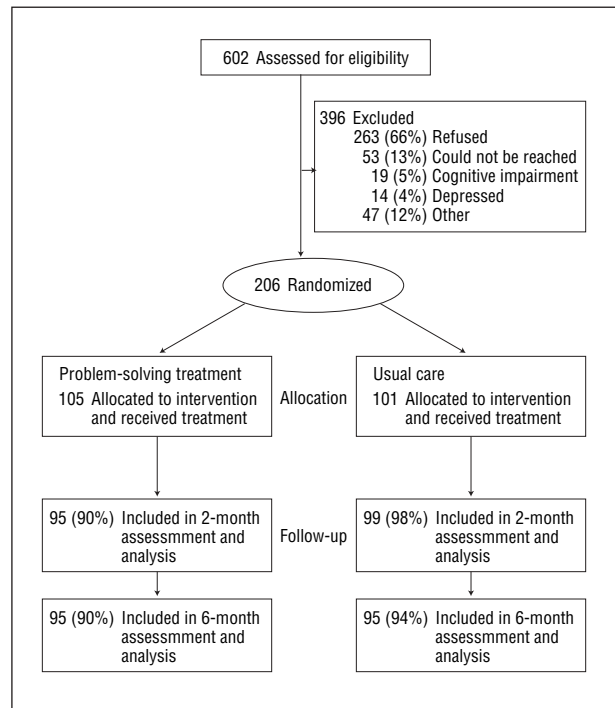 602 Assessed for eligibility
396 Excluded
263 (66%) Refused
53 (13%) Could not be reached
19 (5%) Cognitive impairment
14 (4%) Depressed
47 (12%) Other
206 Randomized
Problem-solving treatment
105 Allocated to intervention
and received treatment
Allocation
Usual care
101 Allocated to intervention
and received treatment
95 (90%) Included in 2-month
assessmment and
analysis
Follow-up
99 (98%) Included in 2-month
assessmment and
analysis
95 (90%) Included in 6-month
assessmment and
analysis
95 (94%) Included in 6-month
assessmment and
analysis